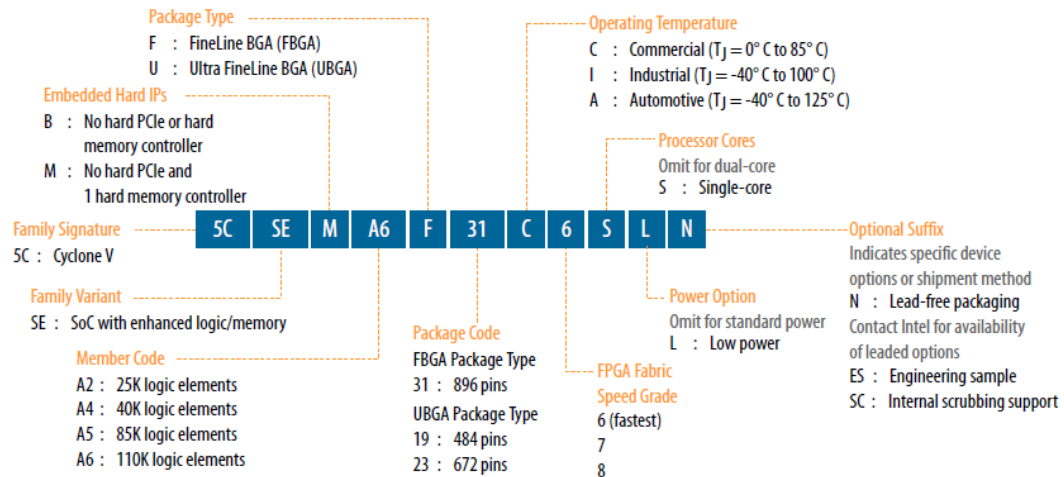 Package Type
F : FineLine BGA (FBGA)
U : Ultra FineLine BGA (UBGA)
Operating Temperature
C : Commercial (TJ = 0° C to 85° C)
I : Industrial (TJ = -40° C to 100° C)
A : Automotive (TJ = -40° C to 125° C)
Embedded Hard IPs
B : No hard PCIe or hard
memory controller
M : No hard PCIe and
1 hard memory controller
Processor Cores
Omit for dual-core
S : Single-core
5C SE M A6 F 31 C 6 S L N
Family Signature
5C : Cyclone V
Family Variant
SE : SoC with enhanced logic/memory
Member Code
A2 : 25K logic elements
A4 : 40K logic elements
A5 : 85K logic elements
A6 : 110K logic elements
Package Code
FBGA Package Type
31 : 896 pins
UBGA Package Type
19 : 484 pins
23 : 672 pins
FPGA Fabric
Speed Grade
6 (fastest)
7
8
Power Option
Omit for standard power
L : Low power
Optional Suffix
Indicates specific device
options or shipment method
N : Lead-free packaging
Contact Intel for availability
of leaded options
ES : Engineering sample
SC : Internal scrubbing support